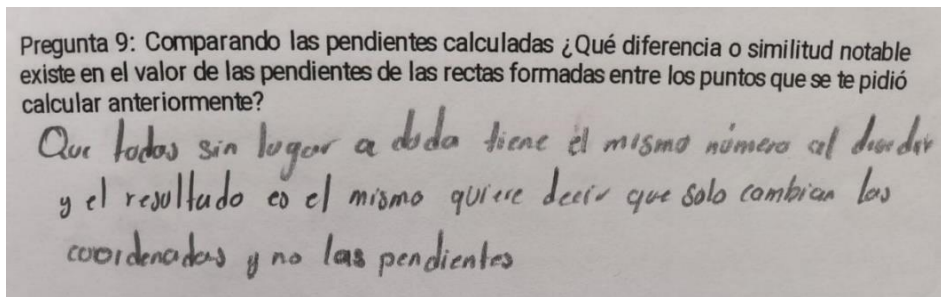 Pregunta 9: Comparando las pendientes calculadas ¿Qué diferencia o similitud notable
existe en el valor de las pendientes de las rectas formadas entre los puntos que se te pidió
calcular anteriormente?
Que todas sin lugar a duda tiene el mismo número al dividir
y el resultado es el mismo quiere decir que solo cambian las
coordenadas y no las pendientes